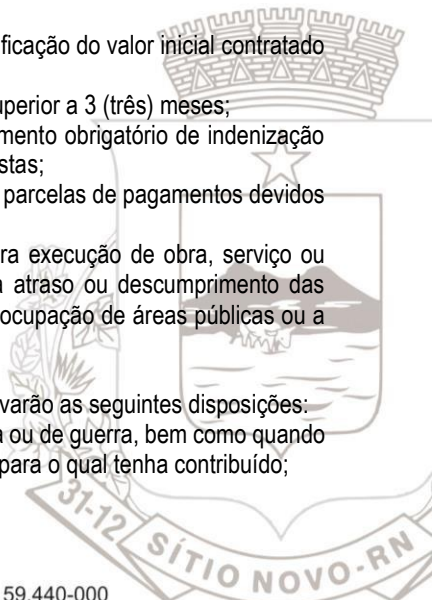 ficação do valor inicial contratado
uperior a 3 (três) meses;
mento obrigatório de indenização
stas;
parcelas de pagamentos devidos
ra execução de obra, serviço ou
a atraso ou descumprimento das
ocupação de áreas públicas ou a
varão as seguintes disposições:
a ou de guerra, bem como quando
para o qual tenha contribuído;
31-12 SÍTIO NOVO-RN
59.440-000